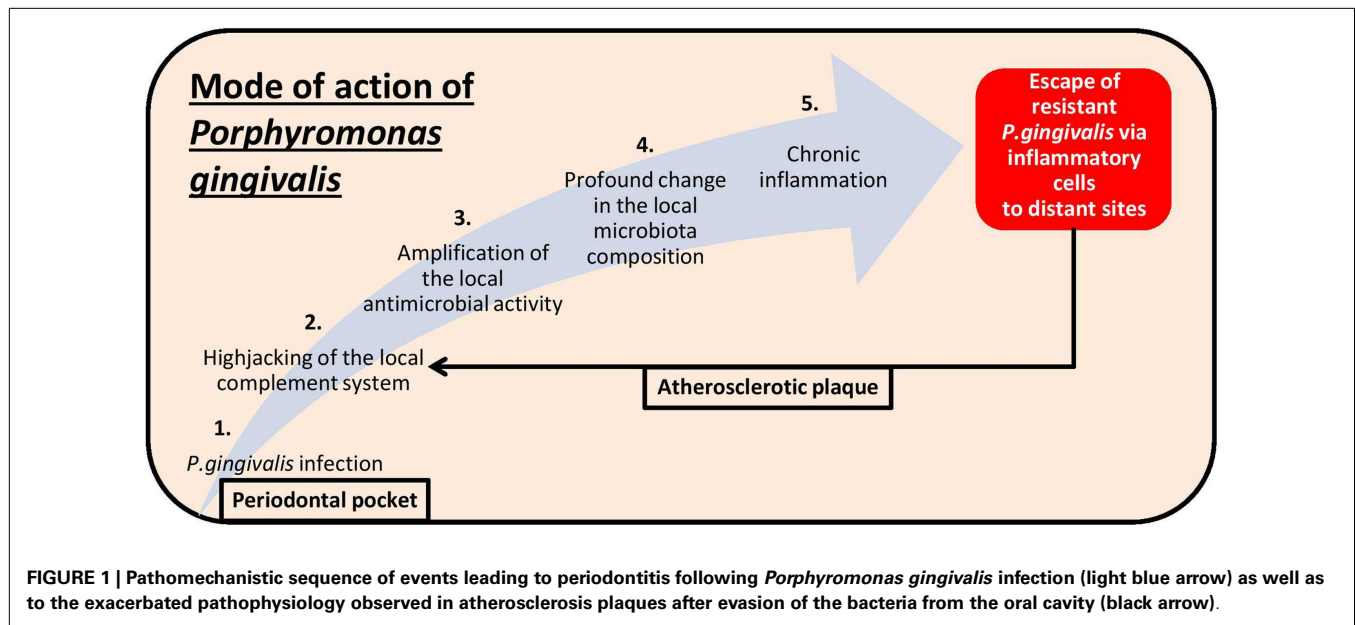 Mode of action of
Porphyromonas
gingivalis
1.
P.gingivalis infection
Periodontal pocket
2.
Highjacking of the local
complement system
3.
Amplification of
the local
antimicrobial activity
4.
Profound change
in the local
microbiota
composition
5.
Chronic
inflammation
Escape of
resistant
P.gingivalis via
inflammatory
cells
to distant sites
Atherosclerotic plaque
FIGURE 1 | Pathomechanistic sequence of events leading to periodontitis following Porphyromonas gingivalis infection (light blue arrow) as well as
to the exacerbated pathophysiology observed in atherosclerosis plaques after evasion of the bacteria from the oral cavity (black arrow).